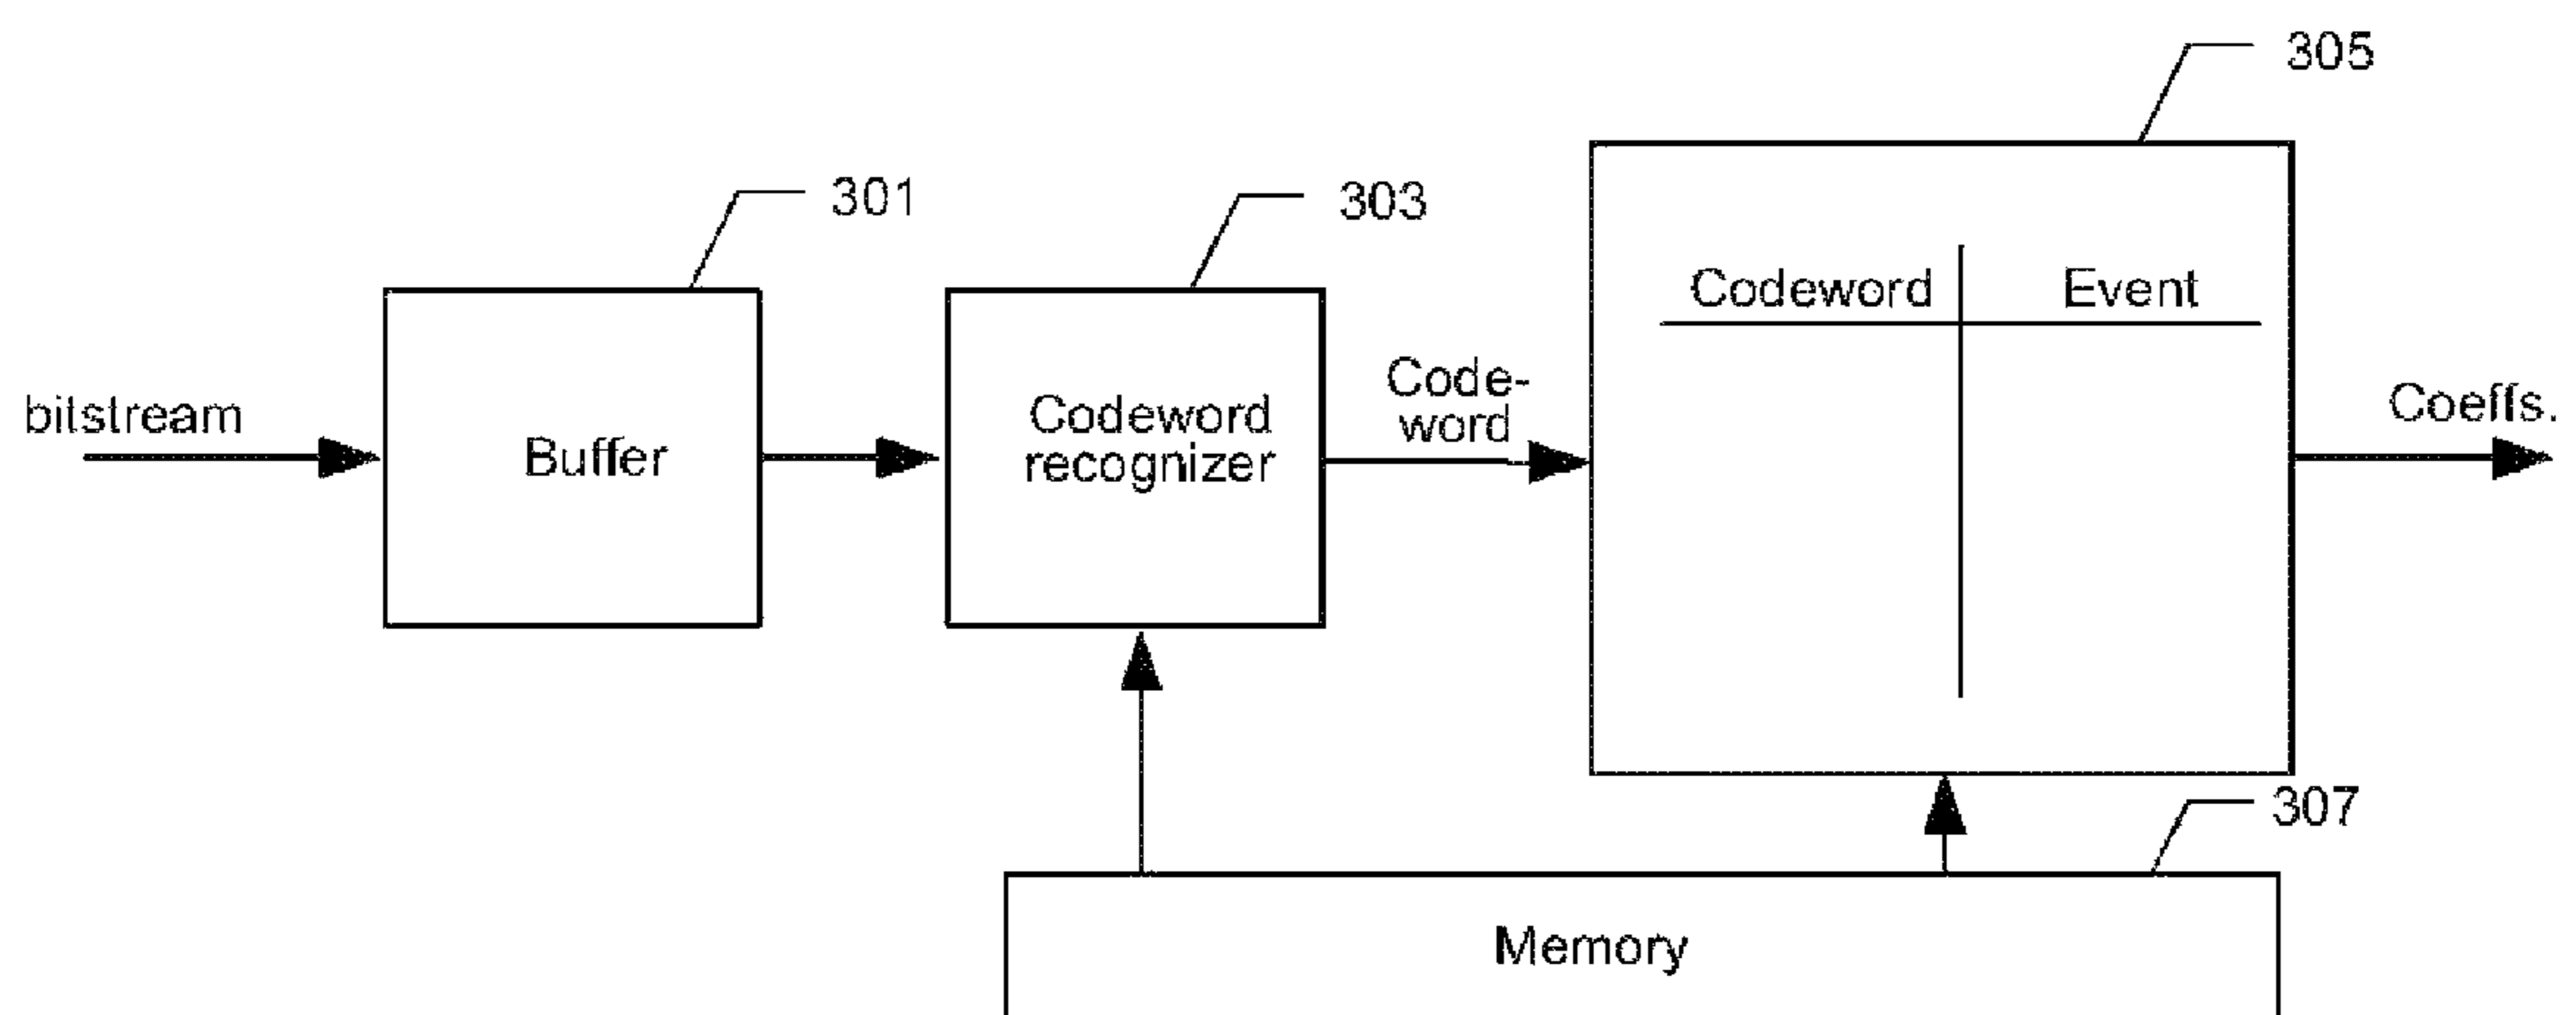 305
301
303
Codeword Event
bitstream
Buffer
Codeword
recognizer
Code-
word
Coeffs.
307
Memory